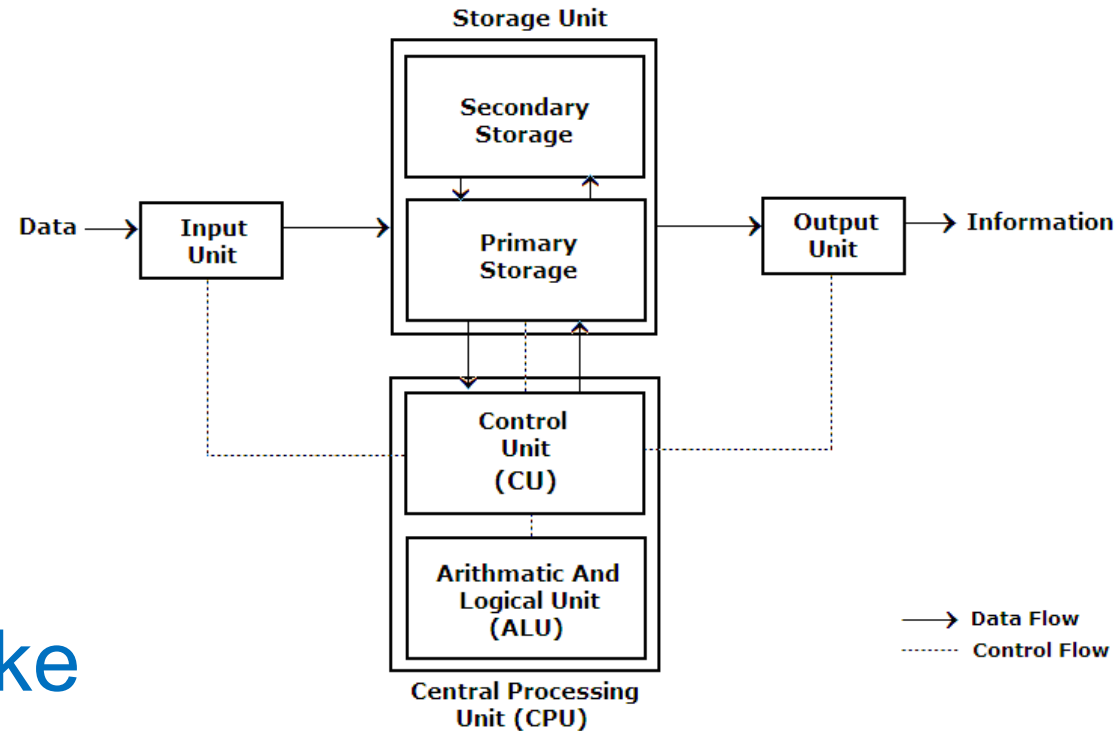 Storage Unit
Secondary
Storage
Data
Input
Unit
Primary
Storage
Output
Unit
Information
Control
Unit
(CU)
Arithmatic And
Logical Unit
(ALU)
Data Flow
Control Flow
ke
Central Processing
Unit (CPU)